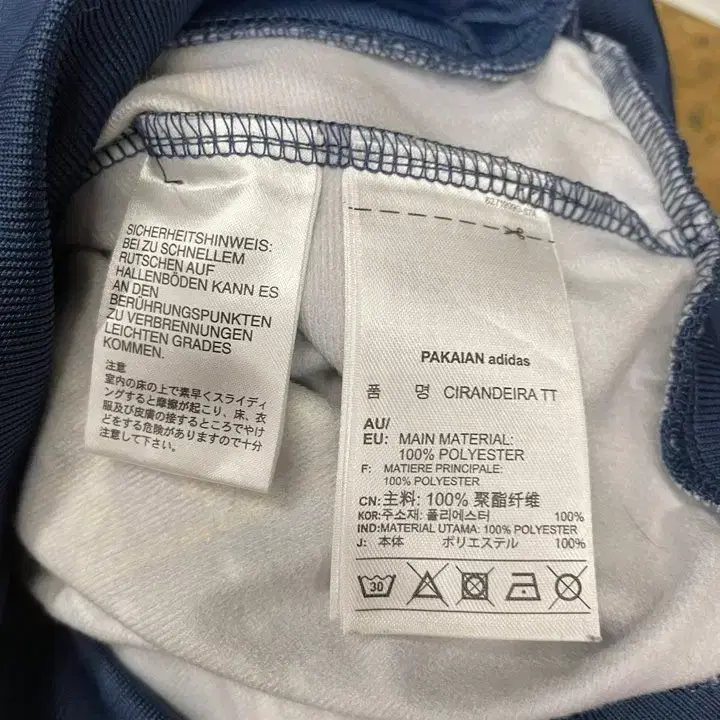 SICHERHEITSHINWEIS:
BEI ZU SCHNELLEM
RUTSCHEN AUF
HALLENBÖDEN KANN ES
AN DEN
BERÜHRUNGSPUNKTEN
ZU VERBRENNUNGEN
LEICHTEN GRADES
KOMMEN.
注意
室内の床の上で素早くスライディ
ングすると摩擦が起こり、床、衣
服及び皮膚の接するところでやけ
どをする危険がありますので十分
注意して下さい。
PAKAIAN adidas
품 명 CIRANDEIRA TT
AU/
EU: MAIN MATERIAL:
100% POLYESTER
F: MATIERE PRINCIPALE:
100% POLYESTER
CN:主料: 100% 聚酯纤维
KOR:주소재: 폴리에스터 100%
IND:MATERIAL UTAMA: 100% POLYESTER
J: 本体 ポリエステル 100%
30